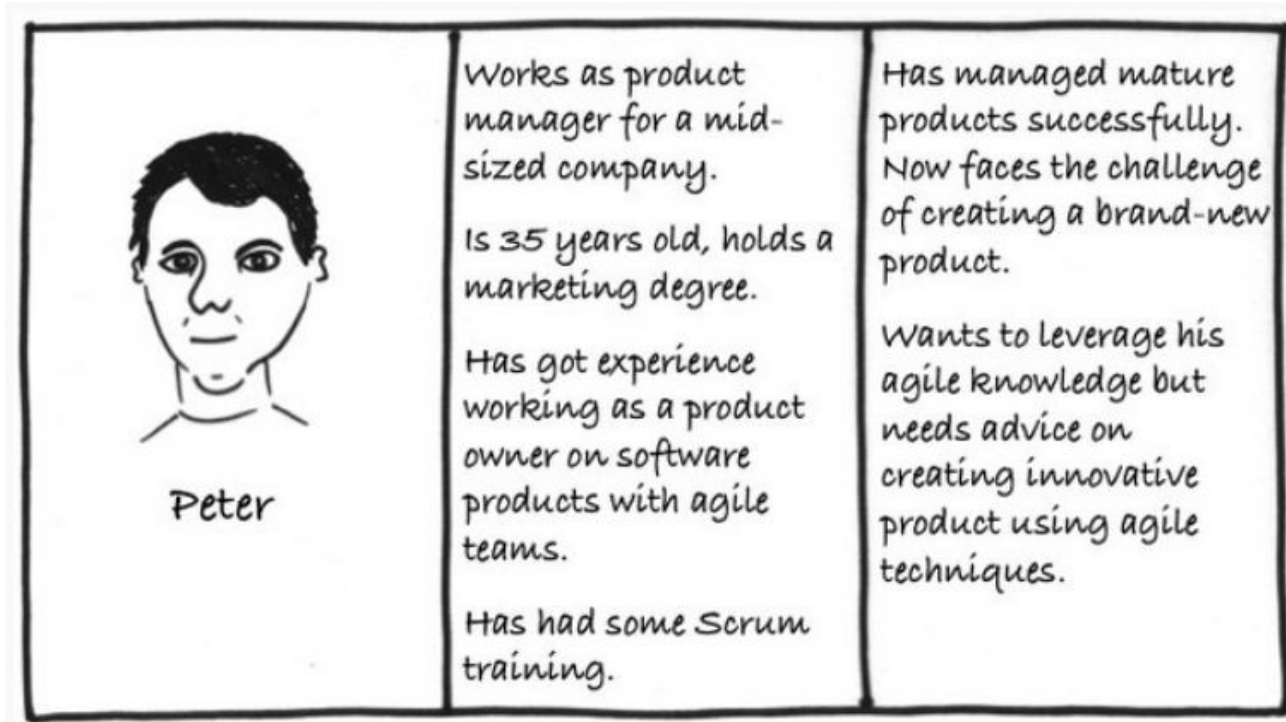 Peter
Works as product
manager for a mid-
sized company.
Is 35 years old, holds a
marketing degree.
Has got experience
working as a product
owner on software
products with agile
teams.
Has had some Scrum
training.
Has managed mature
products successfully.
Now faces the challenge
of creating a brand-new
product.
Wants to leverage his
agile knowledge but
needs advice on
creating innovative
product using agile
techniques.